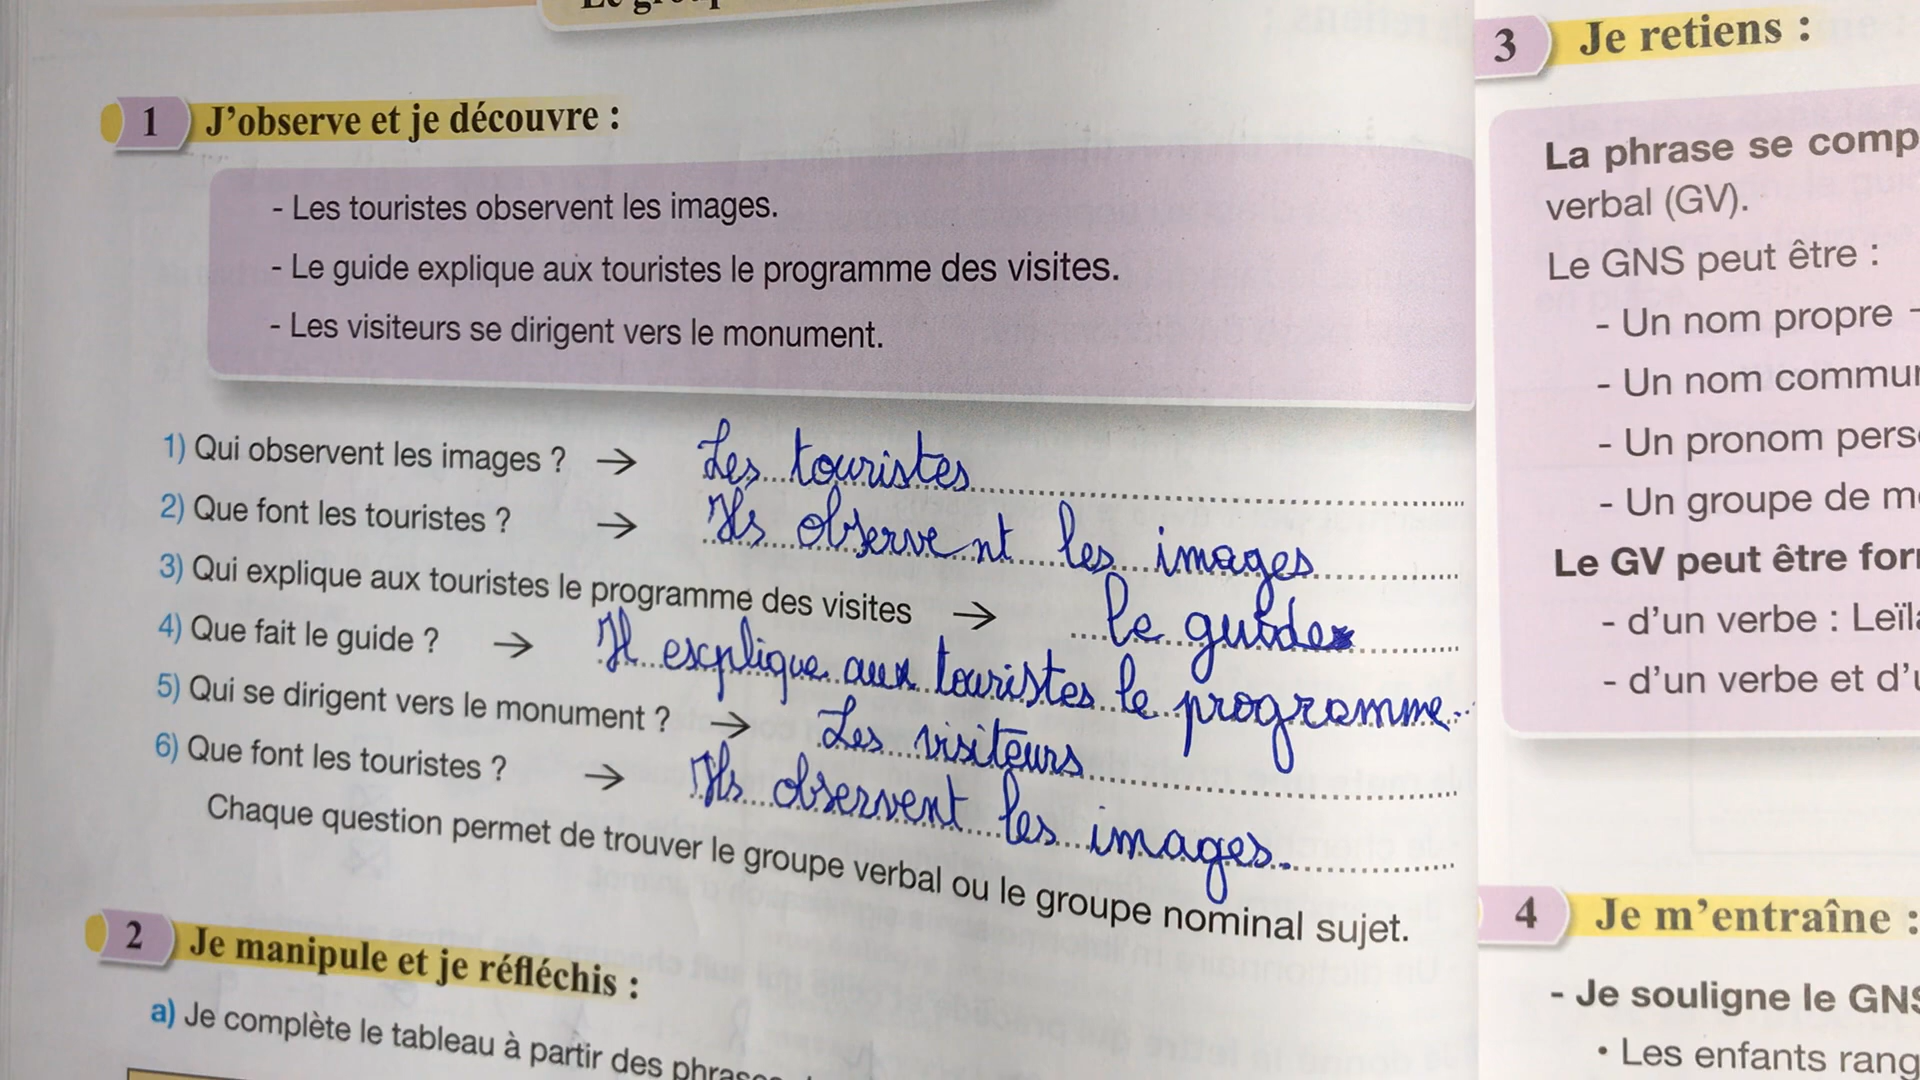 1 J'observe et je découvre :
- Les touristes observent les images.
- Le guide explique aux touristes le programme des visites.
- Les visiteurs se dirigent vers le monument.
1) Qui observent les images ? → Les touristes
2) Que font les touristes ? → Ils observent les images
3) Qui explique aux touristes le programme des visites → le guide
4) Que fait le guide ? → Il explique aux touristes le programme.
5) Qui se dirigent vers le monument ? → Les visiteurs
6) Que font les touristes ? → Ils observent les images.
Chaque question permet de trouver le groupe verbal ou le groupe nominal sujet.
2 Je manipule et je réfléchis :
a) Je complète le tableau à partir des
3 Je retiens :
La phrase se
verbal (GV).
Le GNS peut être :
- Un nom propre
- Un nom
- Un pronom
- Un groupe de
Le GV peut être
- d'un verbe :
- d'un verbe et
4 Je m'entraîne :
- Je souligne le
• Les enfants